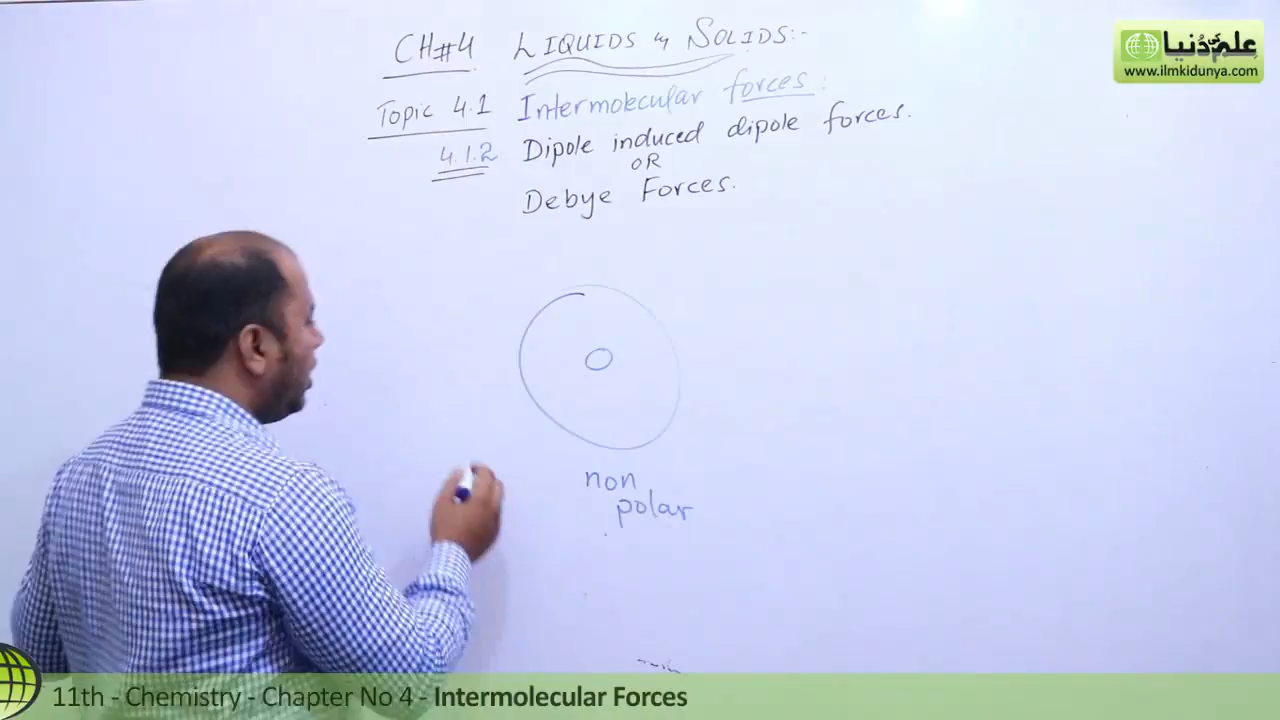 CH#4 LIQUIDS & SOLIDS:-
علم کی دُنیا
www.ilmkidunya.com
Topic 4.1 Intermolecular forces:
4.1.2 Dipole induced dipole forces.
OR
Debye Forces.
non
polar
11th - Chemistry - Chapter No 4 - Intermolecular Forces